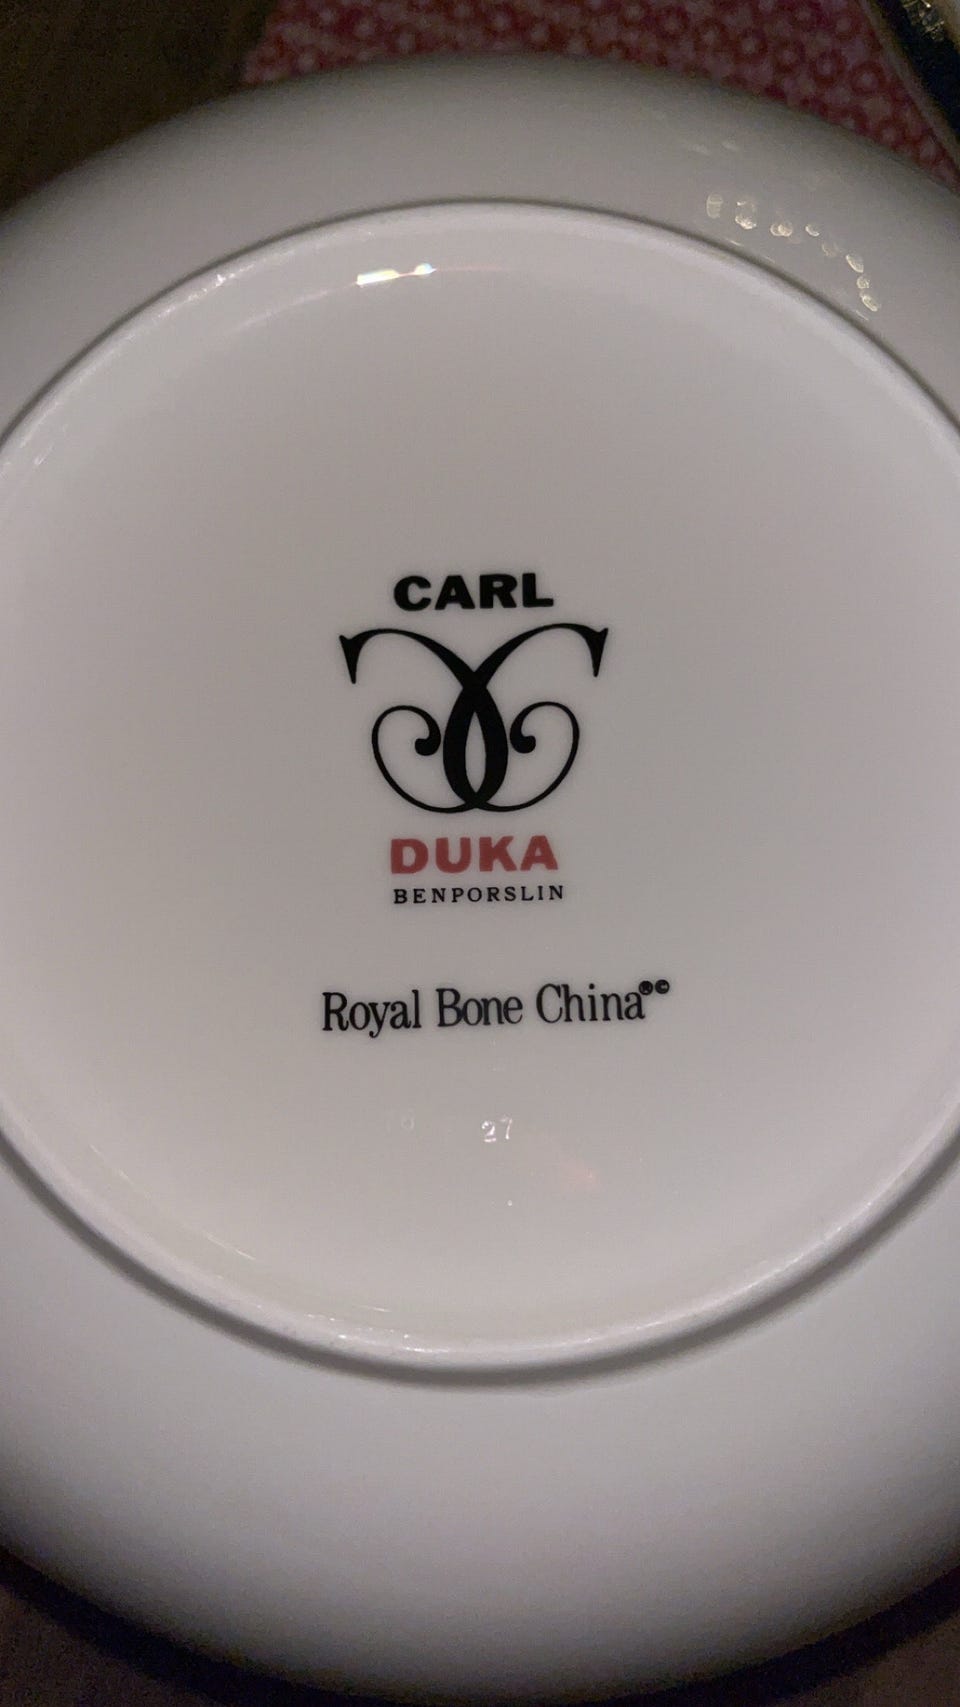 CARL
DUKA
BENPORSLIN
Royal Bone China®©
27